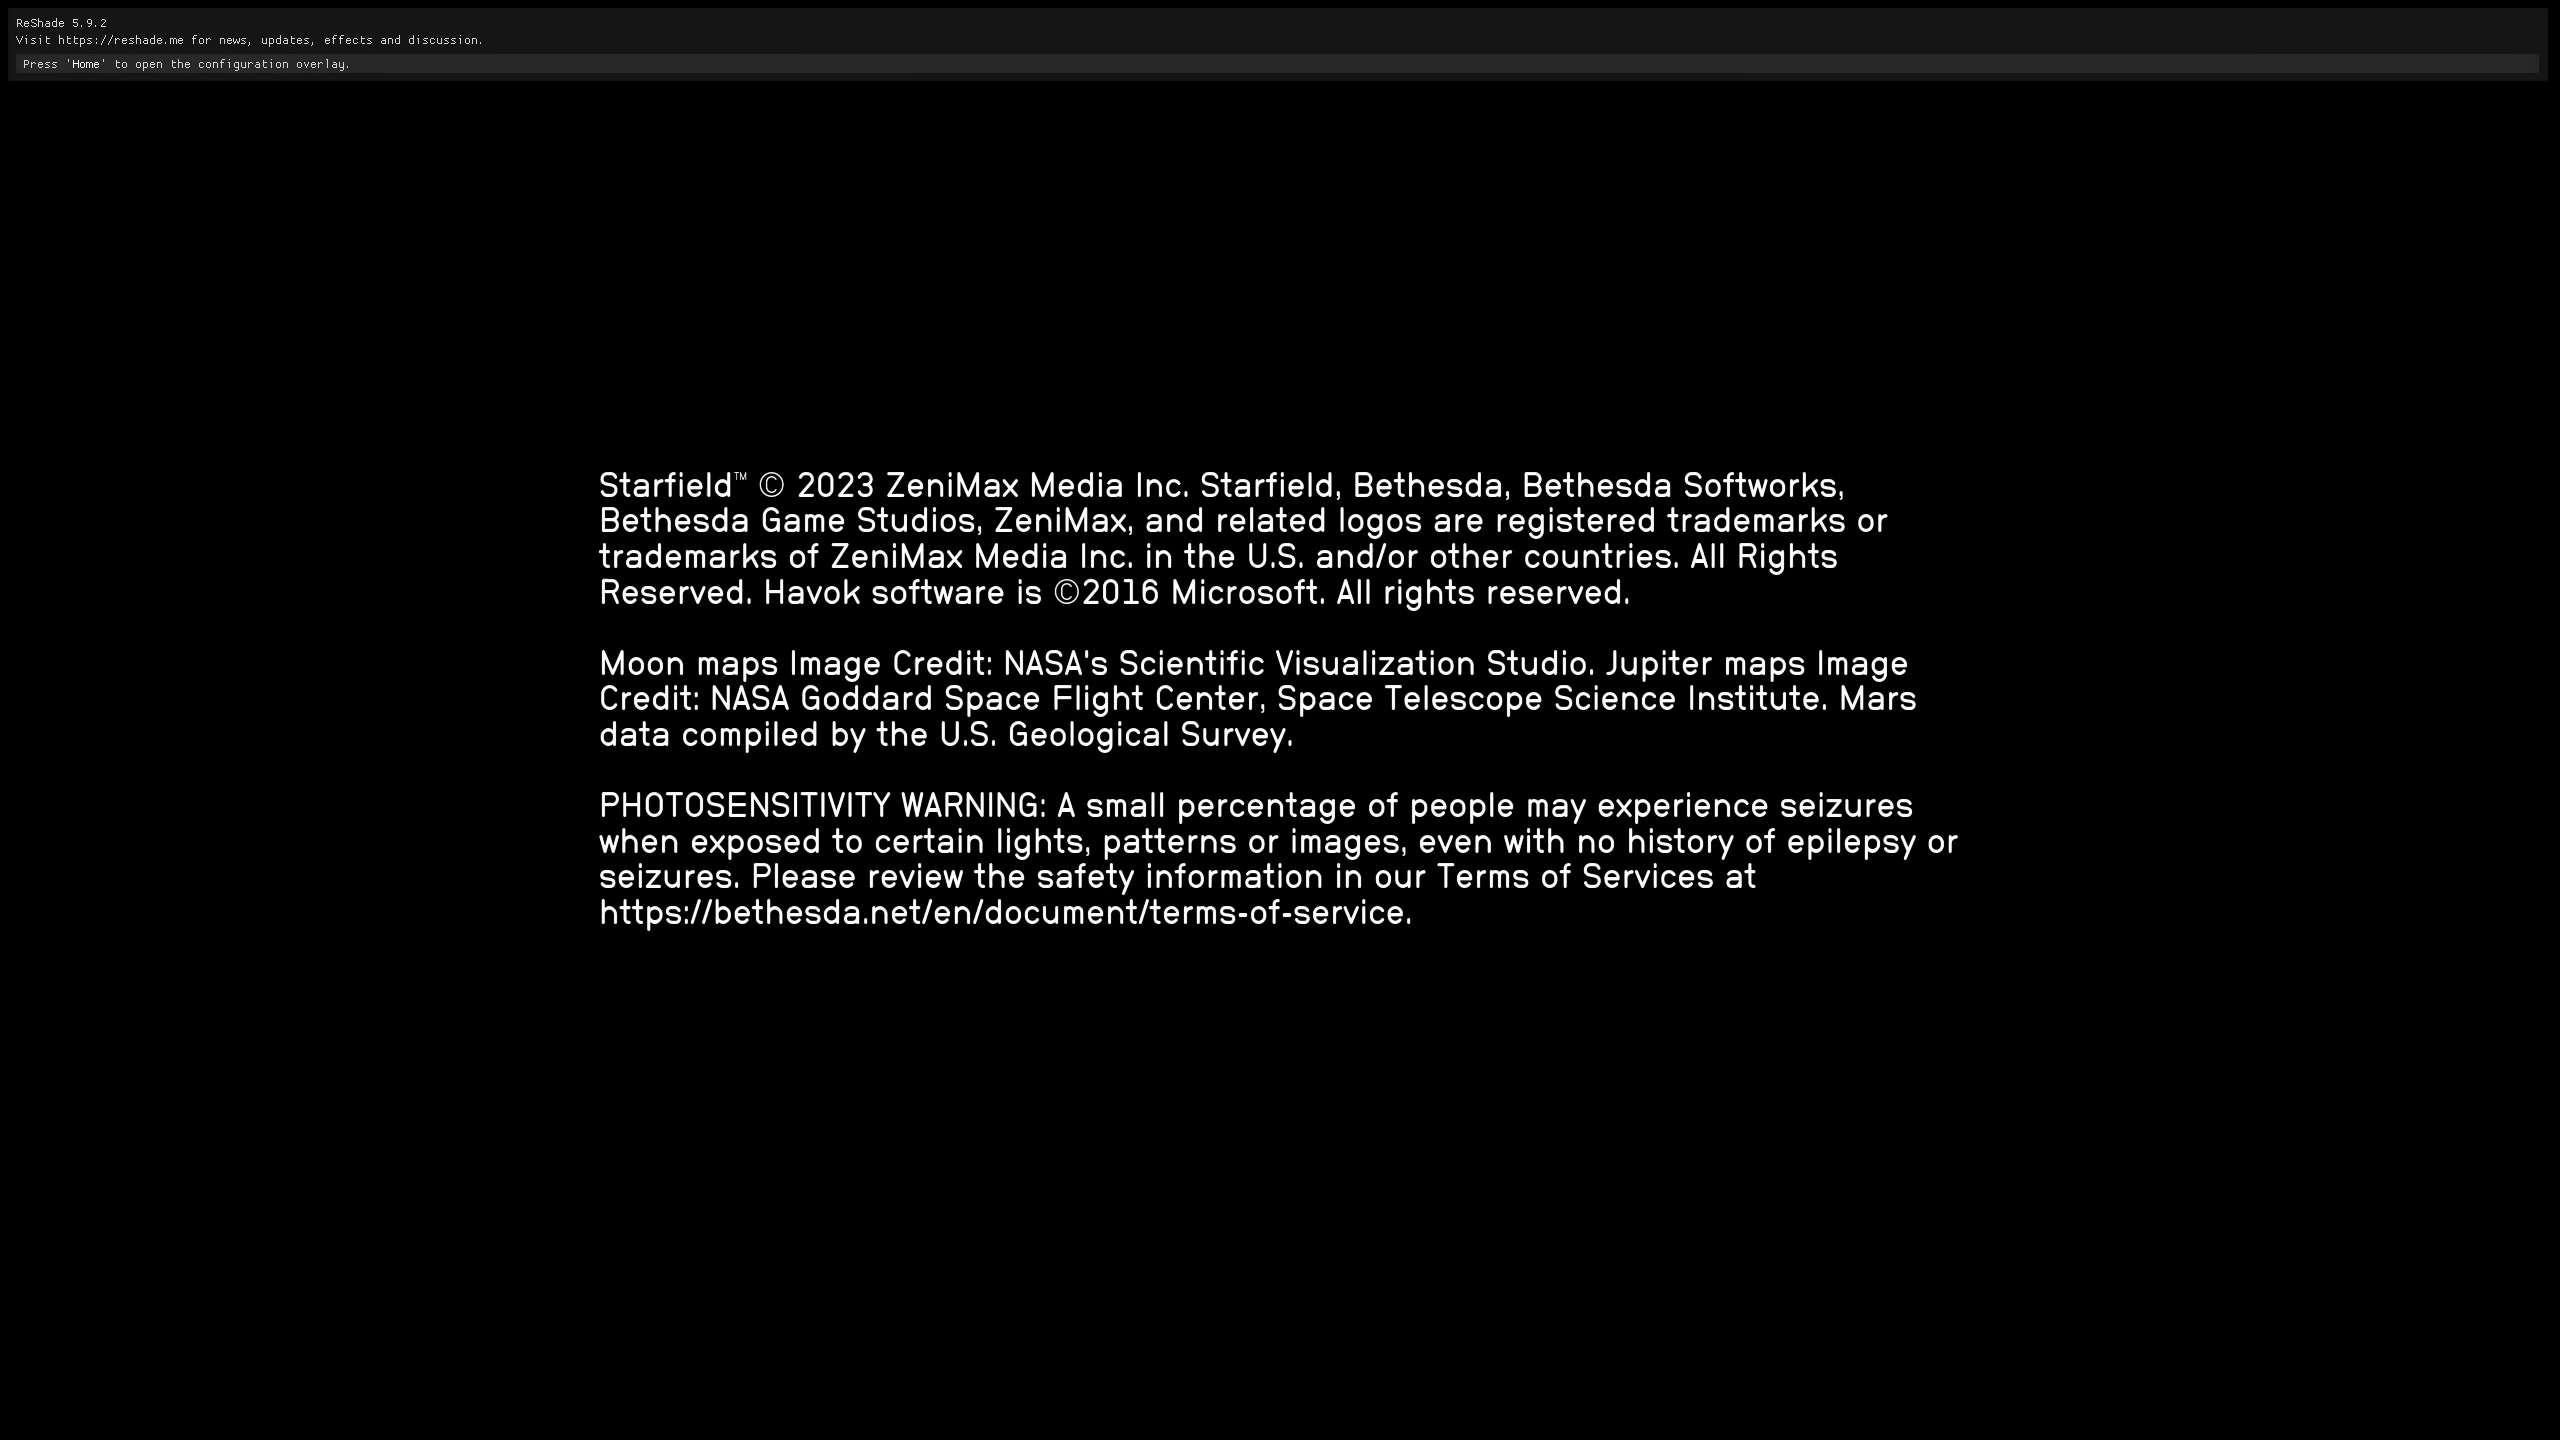 ReShade 5.9.2
Visit https://reshade.me for news, updates, effects and discussion.
Press 'Home' to open the configuration overlay.
Starfield™ © 2023 ZeniMax Media Inc. Starfield, Bethesda, Bethesda Softworks,
Bethesda Game Studios, ZeniMax, and related logos are registered trademarks or
trademarks of ZeniMax Media Inc. in the U.S. and/or other countries. All Rights
Reserved. Havok software is ©2016 Microsoft. All rights reserved.
Moon maps Image Credit: NASA's Scientific Visualization Studio. Jupiter maps Image
Credit: NASA Goddard Space Flight Center, Space Telescope Science Institute. Mars
data compiled by the U.S. Geological Survey.
PHOTOSENSITIVITY WARNING: A small percentage of people may experience seizures
when exposed to certain lights, patterns or images, even with no history of epilepsy or
seizures. Please review the safety information in our Terms of Services at
https://bethesda.net/en/document/terms-of-service.